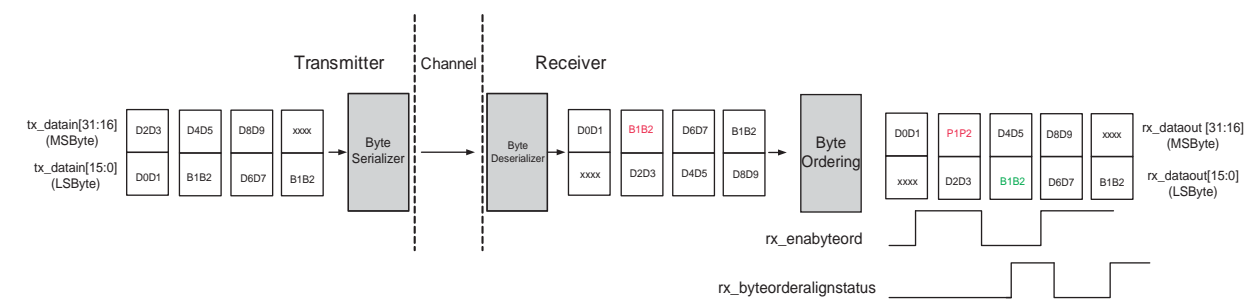 Transmitter
Channel
Receiver
tx_datain[31:16]
(MSByte)
D2D3 D4D5 D8D9 xxxx
tx_datain[15:0]
(LSByte)
D0D1 B1B2 D6D7 B1B2
Byte
Serializer
Byte
Deserializer
D0D1 B1B2 D6D7 B1B2
xxxx D2D3 D4D5 D8D9
Byte
Ordering
D0D1 P1P2 D4D5 D8D9 xxxx
rx_dataout [31:16]
(MSByte)
xxxx D2D3 B1B2 D6D7 B1B2
rx_dataout[15:0]
(LSByte)
rx_enabyteord
rx_byteorderalignstatus